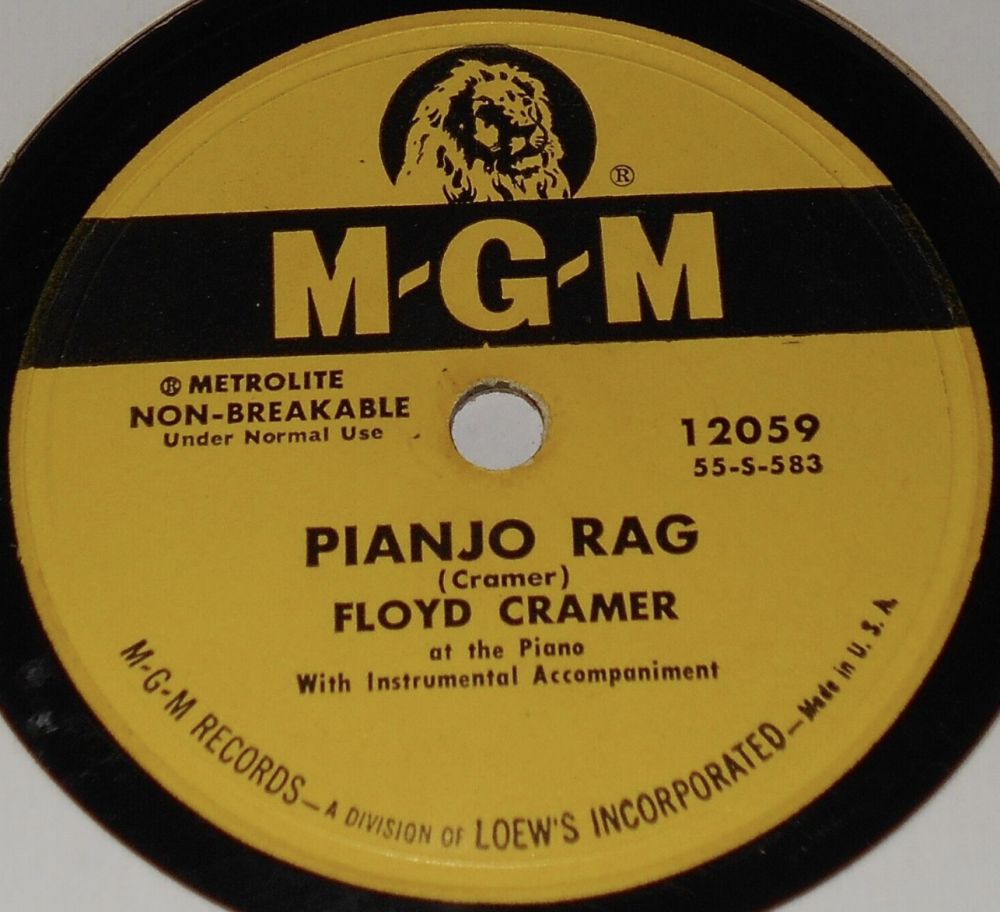 ®
M-G-M
® METROLITE
NON-BREAKABLE
Under Normal Use
12059
55-S-583
PIANJO RAG
(Cramer)
FLOYD CRAMER
at the Piano
With Instrumental Accompaniment
M-G-M RECORDS—A DIVISION OF LOEW'S INCORPORATED—Made in U. S. A.